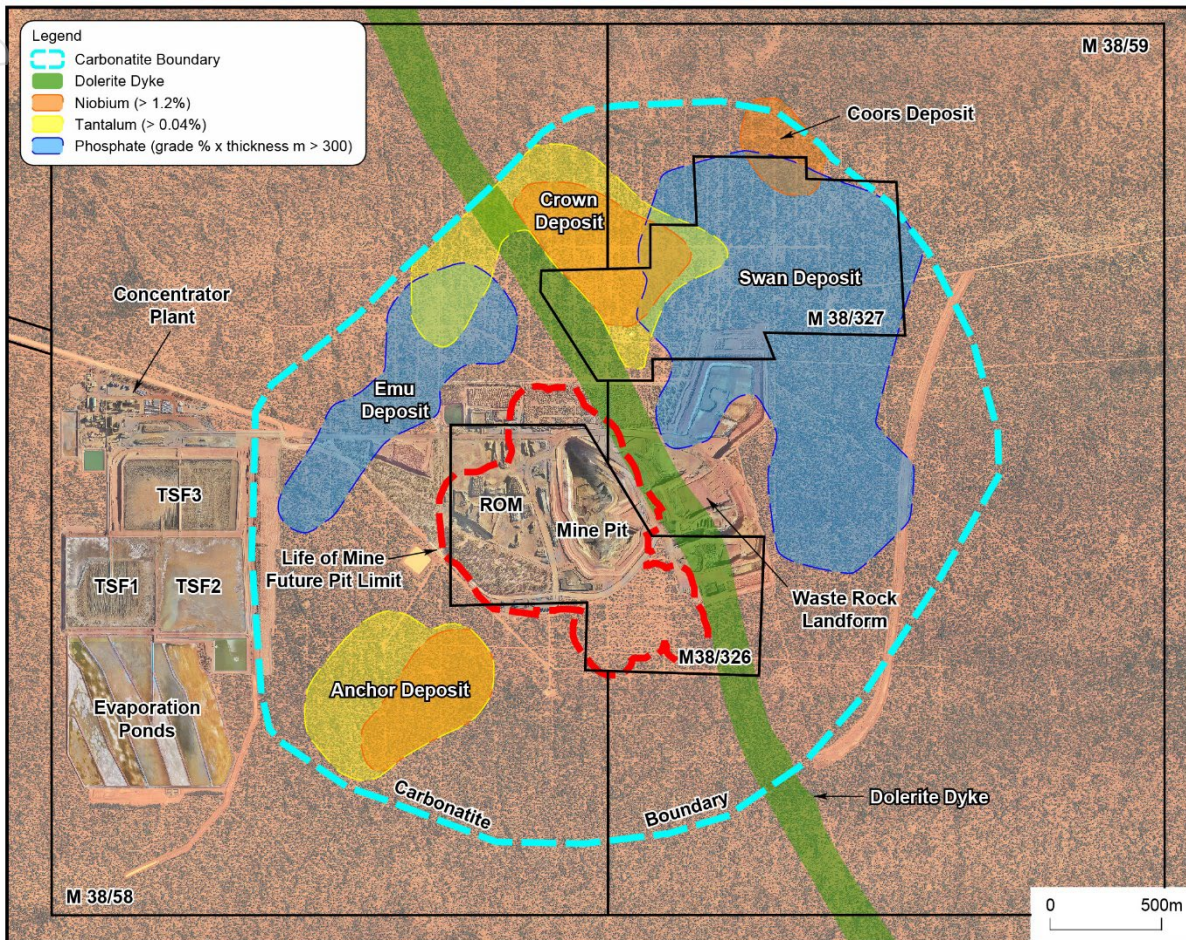 Legend
Carbonatite Boundary
Dolerite Dyke
Niobium (> 1.2%)
Tantalum (> 0.04%)
Phosphate (grade % x thickness m > 300)
M 38/59
Coors Deposit
Crown
Deposit
Swan Deposit
M 38/327
Concentrator
Plant
Emu
Deposit
TSF3
ROM
Mine Pit
Life of Mine
Future Pit Limit
TSF1
TSF2
Waste Rock
Landform
M38/326
Anchor Deposit
Evaporation
Ponds
Carbonatite
Boundary
Dolerite Dyke
M 38/58
0
500m